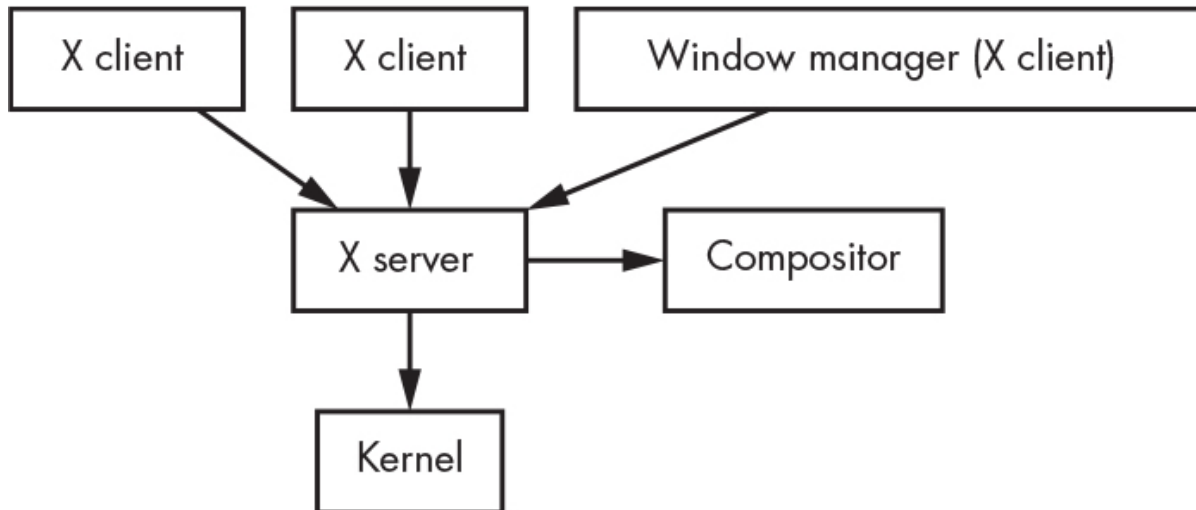 X client
X client
Window manager (X client)
X server
Compositor
Kernel